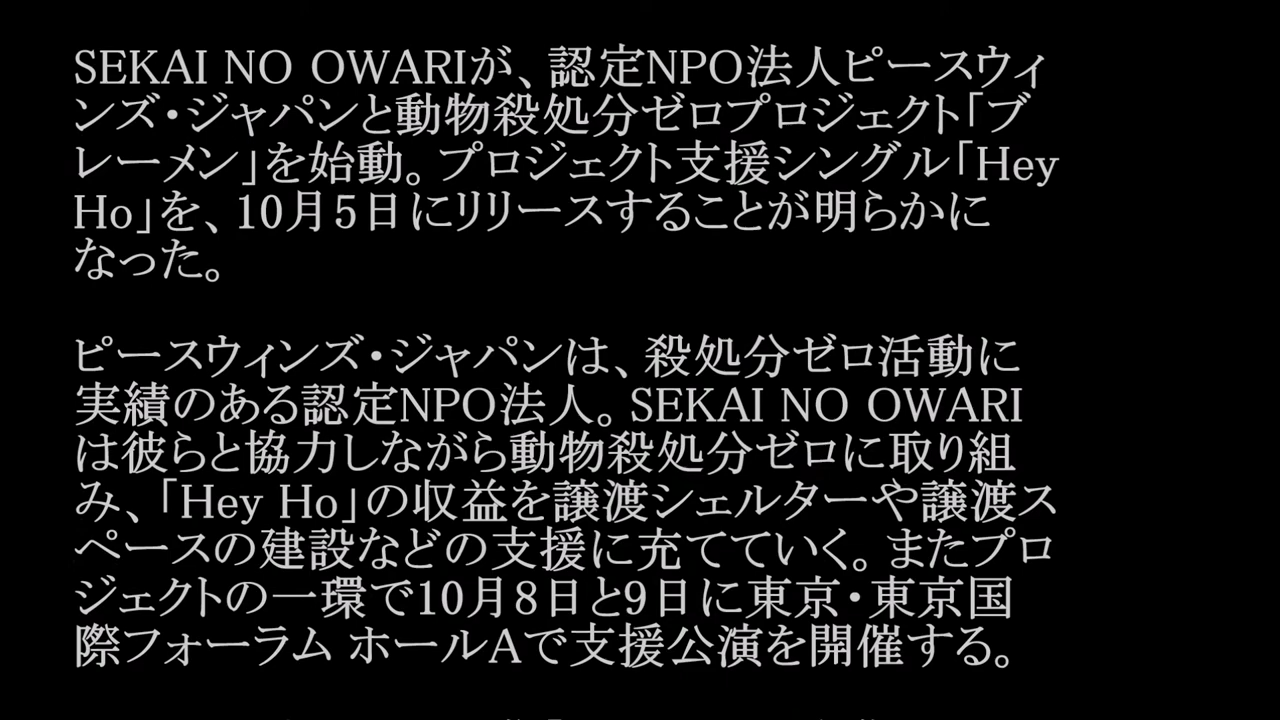 SEKAI NO OWARIが、認定NPO法人ピースウィ
ンズ・ジャパンと動物殺処分ゼロプロジェクト「ブ
レーメン」を始動。プロジェクト支援シングル「Hey
Ho」を、10月5日にリリースすることが明らかに
なった。
ピースウィンズ・ジャパンは、殺処分ゼロ活動に
実績のある認定NPO法人。SEKAI NO OWARI
は彼らと協力しながら動物殺処分ゼロに取り組
み、「Hey Ho」の収益を譲渡シェルターや譲渡ス
ペースの建設などの支援に充てていく。またプロ
ジェクトの一環で10月8日と9日に東京・東京国
際フォーラム ホールAで支援公演を開催する。